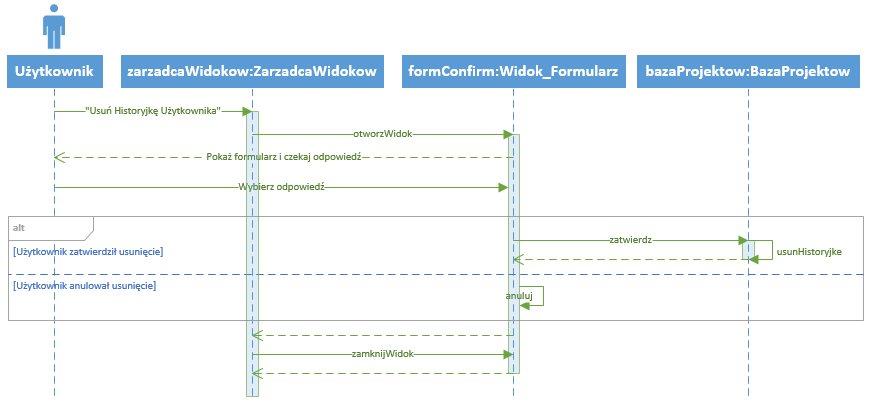 Użytkownik
zarzadcaWidokow:ZarzadcaWidokow
formConfirm:Widok_Formularz
bazaProjektow:BazaProjektow
"Usuń Historyjkę Użytkownika"
otworzWidok
Pokaż formularz i czekaj odpowiedź
Wybierz odpowiedź
alt
zatwierdz
[Użytkownik zatwierdził usunięcie]
usunHistoryjke
[Użytkownik anulował usunięcie]
anuluj
zamknijWidok